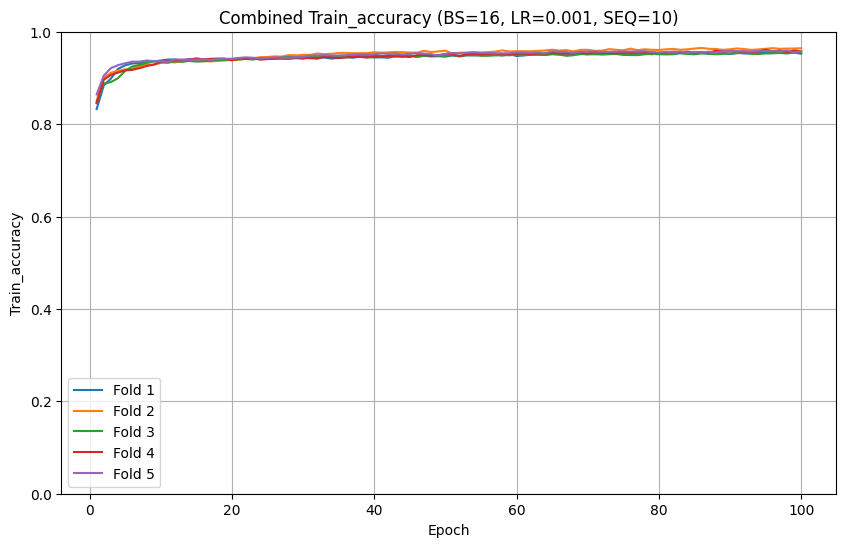 Combined Train_accuracy (BS=16, LR=0.001, SEQ=10)
Train_accuracy
1.0
0.8
0.6
0.4
0.2
0.0
Fold 1
Fold 2
Fold 3
Fold 4
Fold 5
0 20 40 60 80 100
Epoch